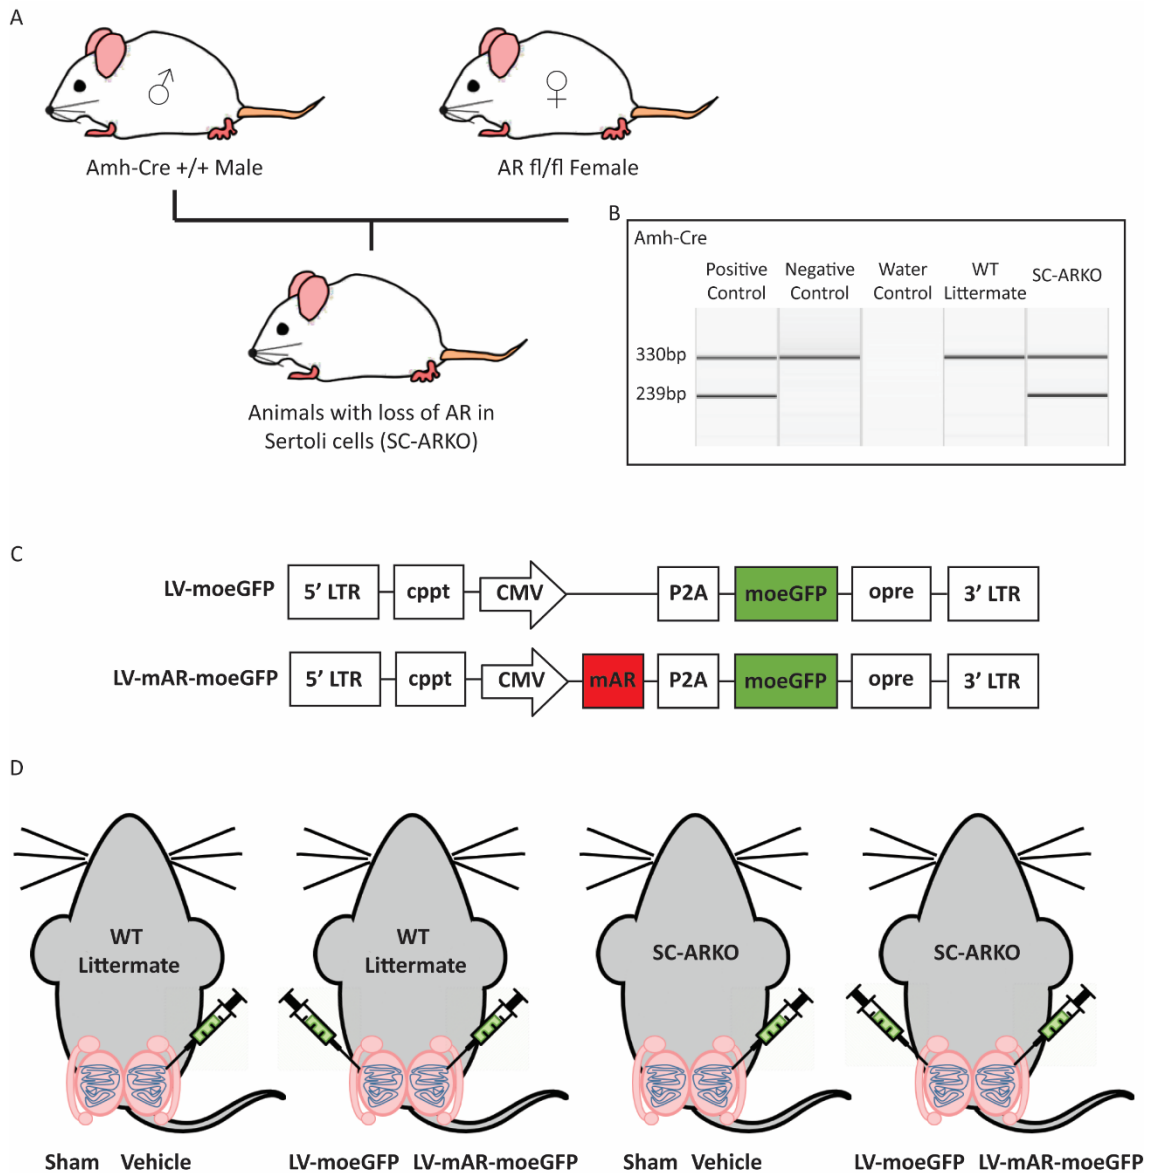 A
♂
♀
Amh-Cre +/+ Male
AR fl/fl Female
Animals with loss of AR in
Sertoli cells (SC-ARKO)
B
Amh-Cre
Positive
Control
Negative
Control
Water
Control
WT
Littermate
SC-ARKO
330bp
239bp
C
LV-moeGFP
5' LTR
cppt
CMV
P2A
moeGFP
opre
3' LTR
LV-mAR-moeGFP
5' LTR
cppt
CMV
mAR
P2A
moeGFP
opre
3' LTR
D
WT
Littermate
WT
Littermate
SC-ARKO
SC-ARKO
Sham Vehicle
LV-moeGFP LV-mAR-moeGFP
Sham Vehicle
LV-moeGFP LV-mAR-moeGFP